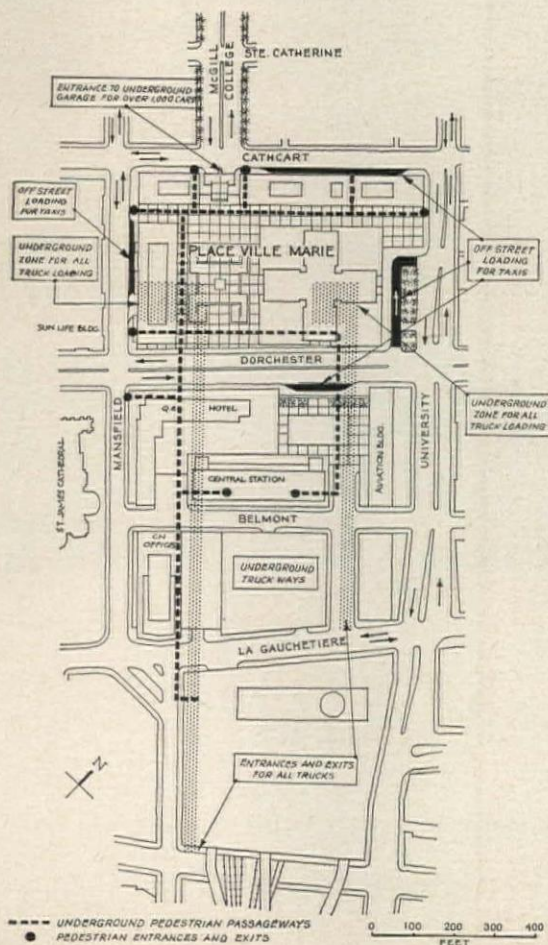 STE. CATHERINE
McGILL
COLLEGE
ENTRANCE TO UNDERGROUND
GARAGE FOR OVER 1,000 CARS
CATHCART
OFF STREET
LOADING
FOR TAXIS
PLACE VILLE MARIE
UNDERGROUND
ZONE FOR ALL
TRUCK LOADING
OFF STREET
LOADING
FOR TAXIS
SUN LIFE BLDG.
DORCHESTER
UNDERGROUND
ZONE FOR ALL
TRUCK LOADING
MANSFIELD
Q.E.
HOTEL
UNIVERSITY
ST. JAMES CATHEDRAL
CENTRAL STATION
AVIATION BLDG.
BELMONT
CN
OFFICES
UNDERGROUND
TRUCK WAYS
LA GAUCHETIERE
ENTRANCES AND EXITS
FOR ALL TRUCKS
N
UNDERGROUND PEDESTRIAN PASSAGEWAYS
PEDESTRIAN ENTRANCES AND EXITS
0 100 200 300 400
FEET